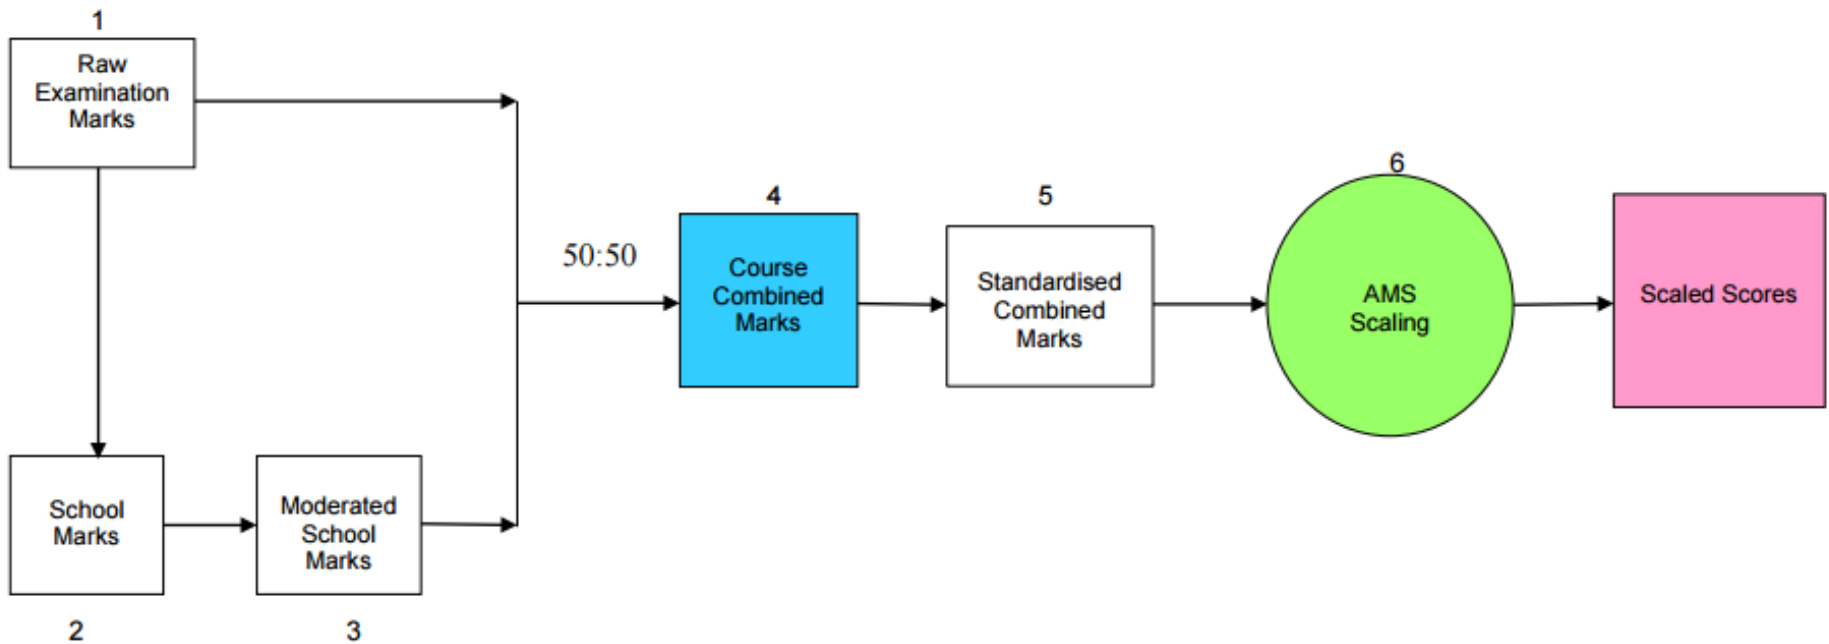 1
Raw
Examination
Marks
50:50
4
Course
Combined
Marks
5
Standardised
Combined
Marks
6
AMS
Scaling
Scaled Scores
School
Marks
2
Moderated
School
Marks
3